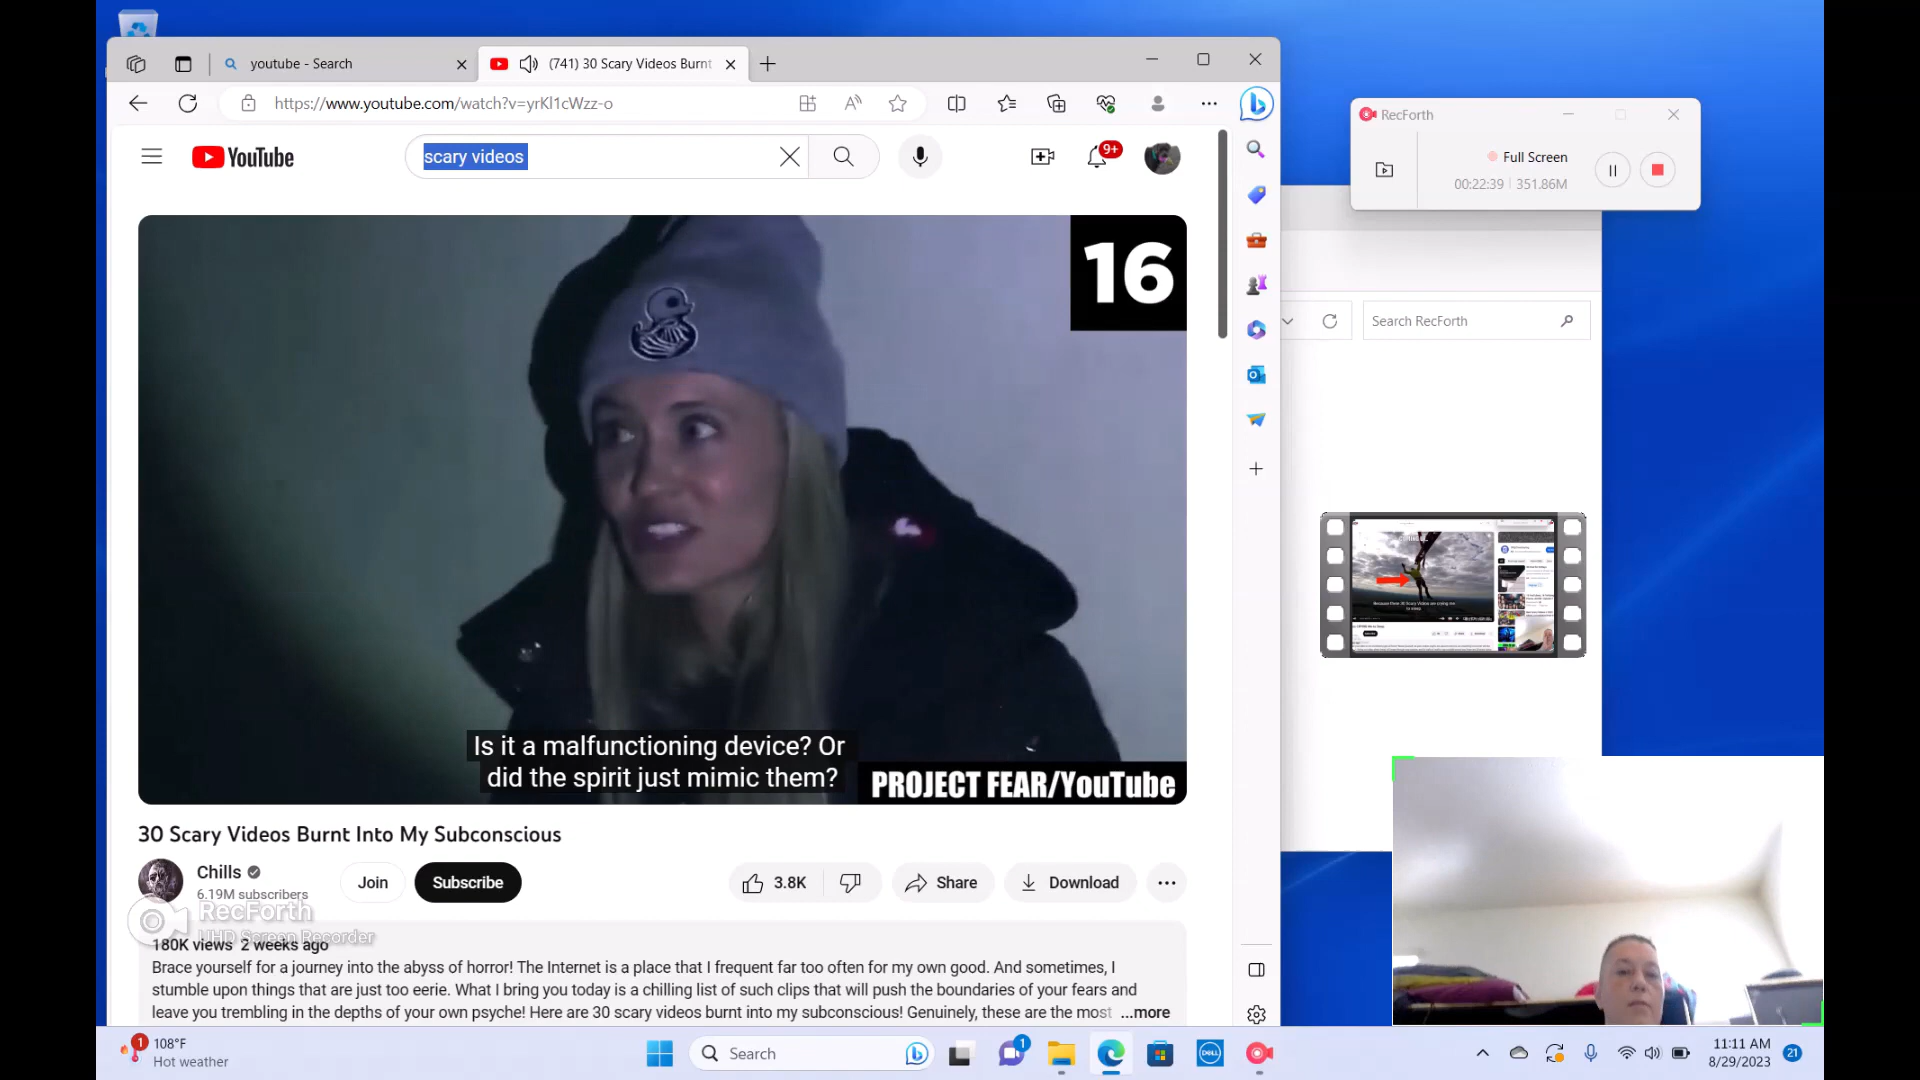 youtube - Search
(741) 30 Scary Videos Burnt
https://www.youtube.com/watch?v=yrKl1cWzz-o
YouTube
scary videos
9+
16
Is it a malfunctioning device? Or
did the spirit just mimic them?
PROJECT FEAR/YouTube
30 Scary Videos Burnt Into My Subconscious
Chills
6.19M subscribers
Join
Subscribe
3.8K
Share
Download
RecForth
UHD Screen Recorder
180K views 2 weeks ago
Brace yourself for a journey into the abyss of horror! The Internet is a place that I frequent far too often for my own good. And sometimes, I
stumble upon things that are just too eerie. What I bring you today is a chilling list of such clips that will push the boundaries of your fears and
leave you trembling in the depths of your own psyche! Here are 30 scary videos burnt into my subconscious! Genuinely, these are the most ...more
RecForth
Full Screen
00:22:39 351.86M
Search RecForth
1
108°F
Hot weather
Search
1
DELL
11:11 AM
8/29/2023
21